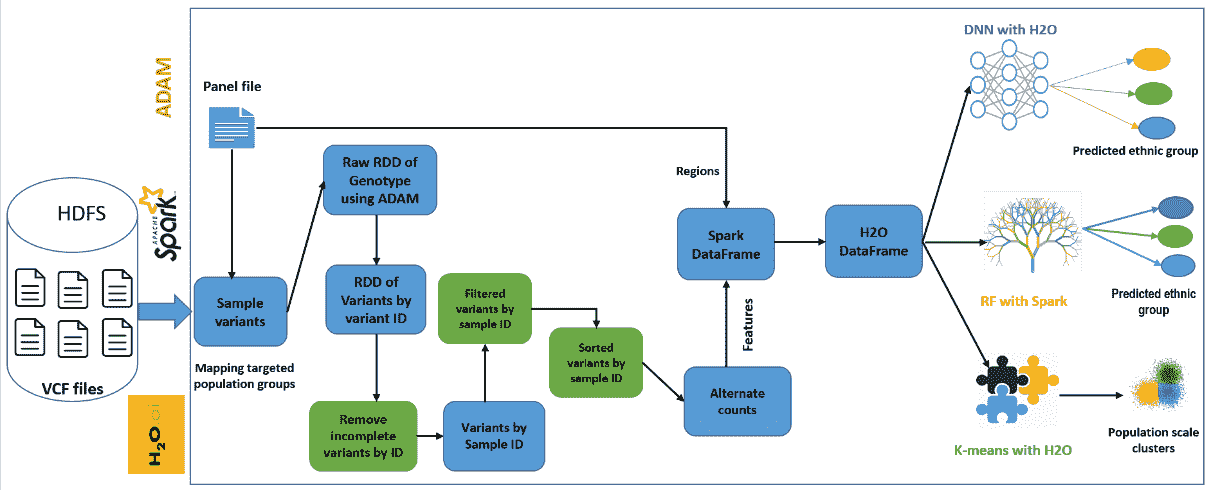 HDFS
VCF files
ADAM
APACHE
Spark
H2O
Panel file
Sample
variants
Mapping targeted
population groups
Raw RDD of
Genotype
using ADAM
RDD of
Variants by
variant ID
Remove
incomplete
variants by ID
Variants by
Sample ID
Filtered
variants by
sample ID
Sorted
variants by
sample ID
Alternate
counts
Features
Regions
Spark
DataFrame
H2O
DataFrame
DNN with H2O
Predicted ethnic group
RF with Spark
Predicted ethnic
group
K-means with H2O
Population scale
clusters